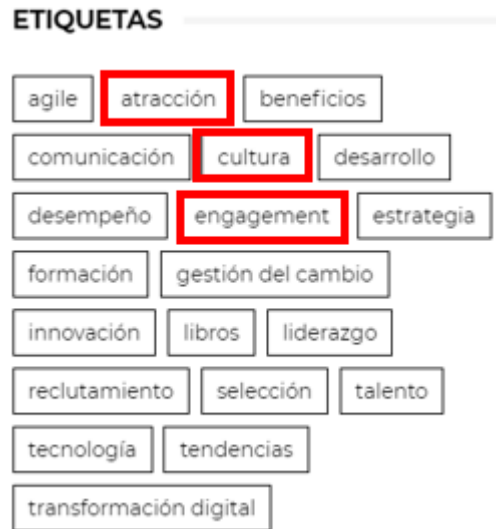 ETIQUETAS
agile atracción beneficios
comunicación cultura desarrollo
desempeño engagement estrategia
formación gestión del cambio
innovación libros liderazgo
reclutamiento selección talento
tecnología tendencias
transformación digital